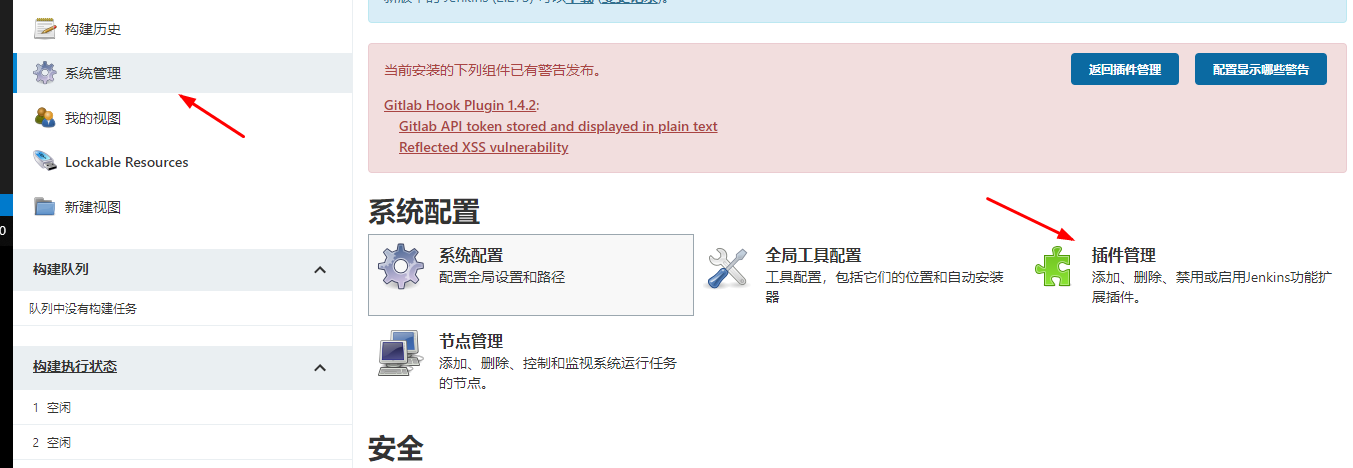 构建历史
系统管理
我的视图
Lockable Resources
新建视图
构建队列
队列中没有构建任务
构建执行状态
1 空闲
2 空闲
0
当前安装的下列组件已有警告发布。
返回插件管理
配置显示哪些警告
Gitlab Hook Plugin 1.4.2:
Gitlab API token stored and displayed in plain text
Reflected XSS vulnerability
系统配置
系统配置
配置全局设置和路径
全局工具配置
工具配置，包括它们的位置和自动安装
器
插件管理
添加、删除、禁用或启用Jenkins功能扩
展插件。
节点管理
添加、删除、控制和监视系统运行任务
的节点。
安全